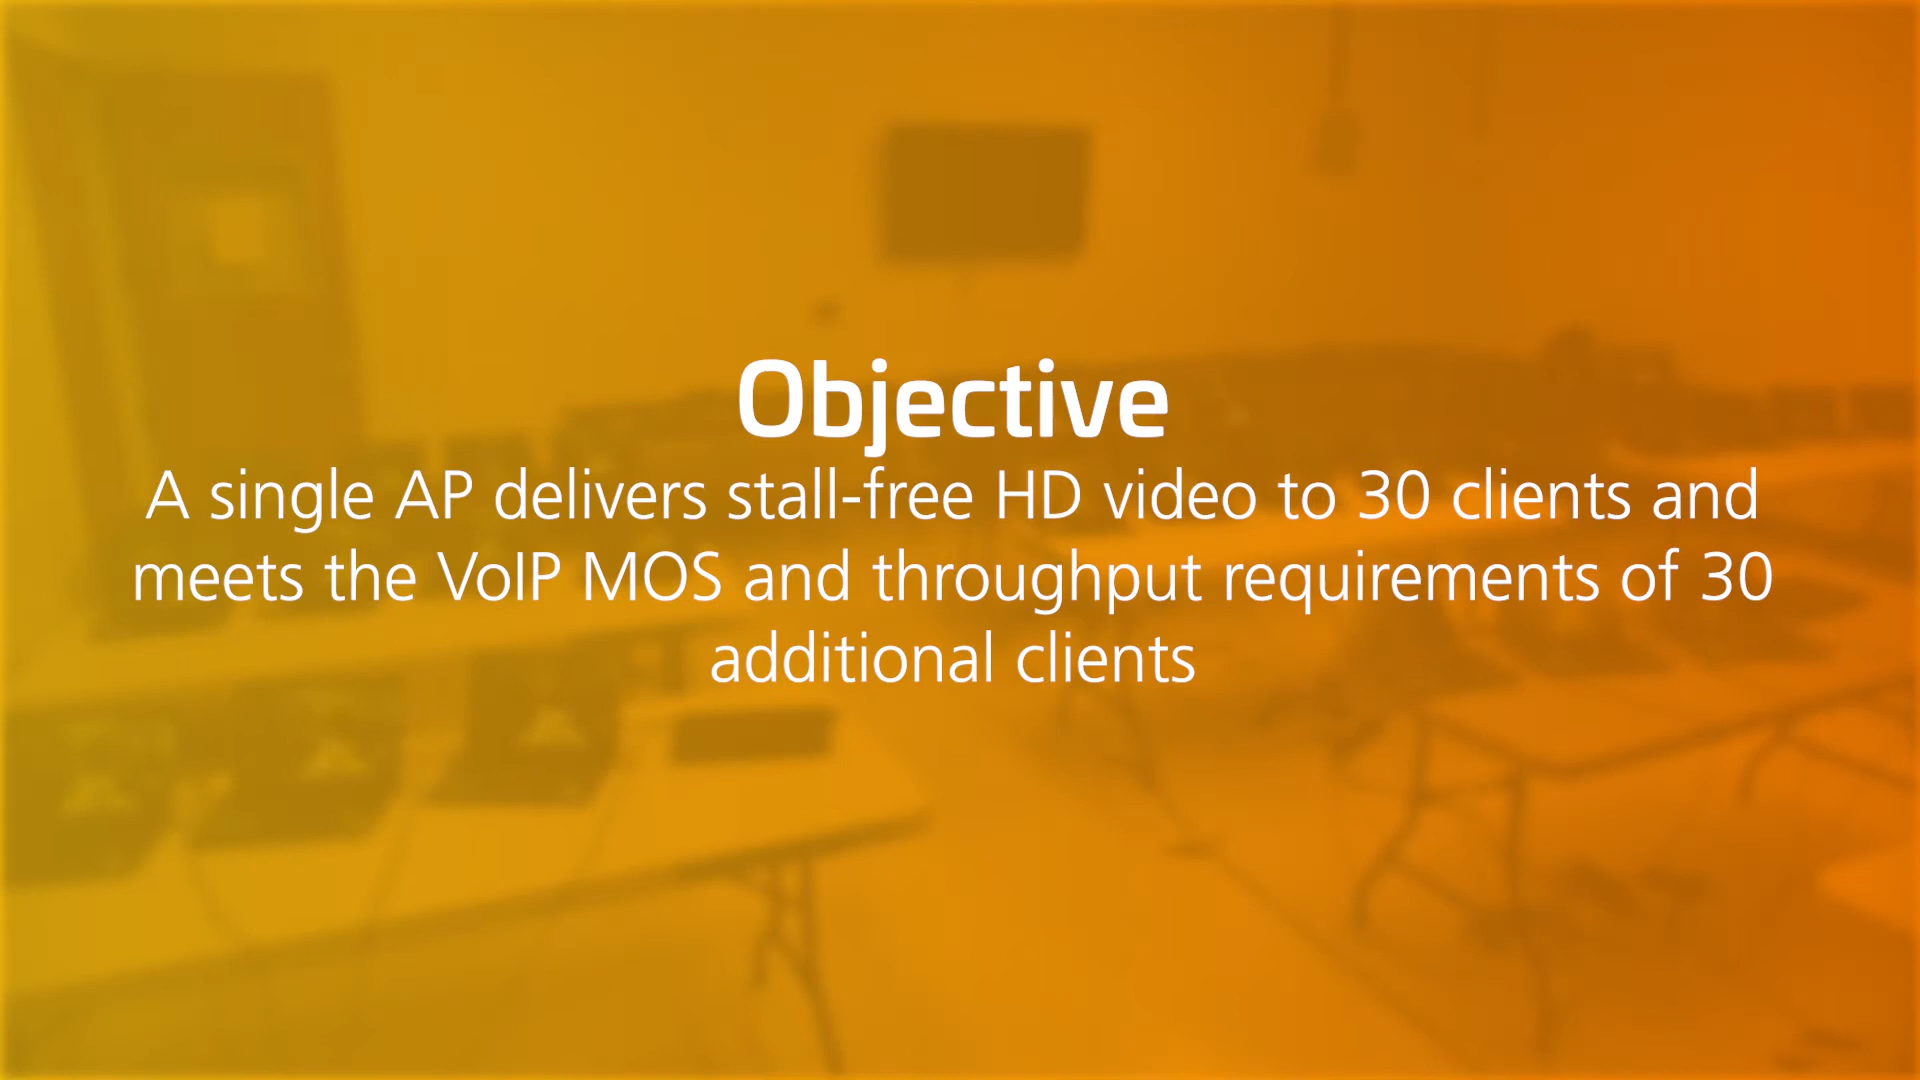 Objective
A single AP delivers stall-free HD video to 30 clients and
meets the VoIP MOS and throughput requirements of 30
additional clients